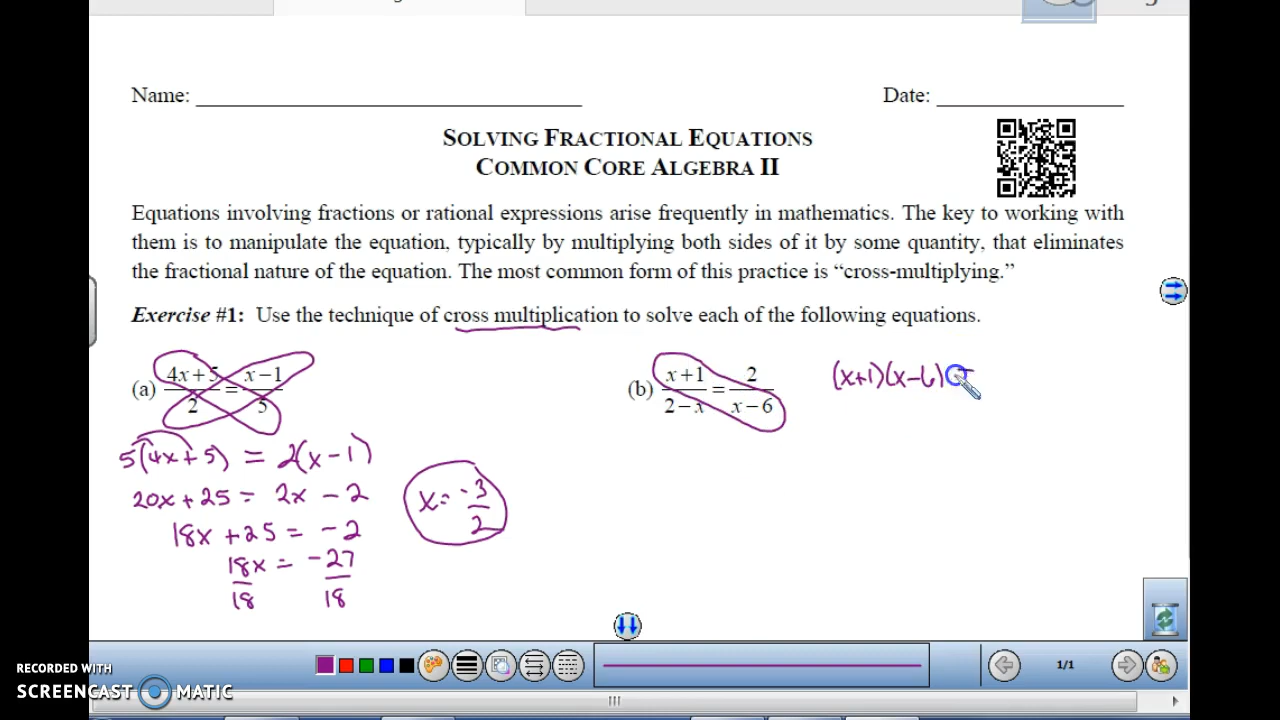 Name: ____________________ Date: ____________________
SOLVING FRACTIONAL EQUATIONS
COMMON CORE ALGEBRA II
Equations involving fractions or rational expressions arise frequently in mathematics. The key to working with
them is to manipulate the equation, typically by multiplying both sides of it by some quantity, that eliminates
the fractional nature of the equation. The most common form of this practice is “cross-multiplying.”
Exercise #1: Use the technique of cross multiplication to solve each of the following equations.
(a) (4x+5)/2 = (x−1)/5
(b) (x+1)/(2−x) = 2/(x−6)
(x+1)(x−6)
5(4x+5) = 2(x−1)
20x+25 = 2x −2
18x +25 = −2
18x = −27
18 18
x = −3/2
1/1
RECORDED WITH
SCREENCAST MATIC